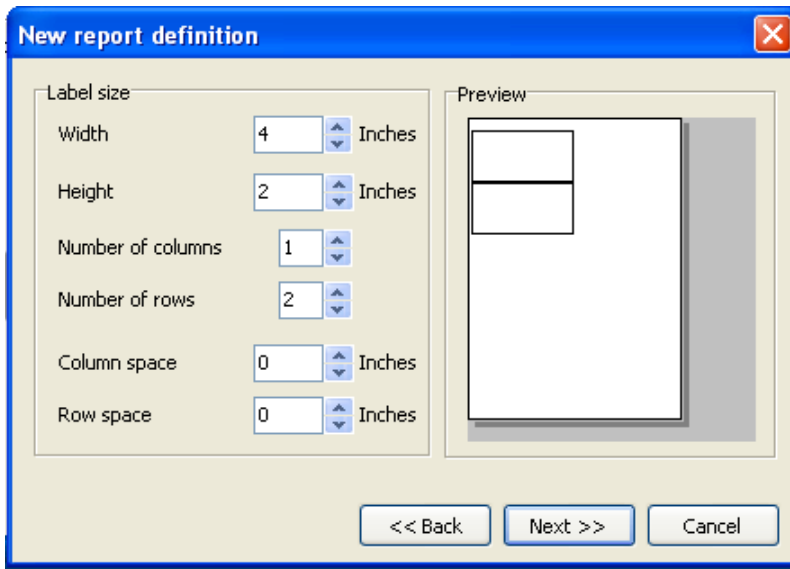 New report definition
Label size
Width 4 Inches
Height 2 Inches
Number of columns 1
Number of rows 2
Column space 0 Inches
Row space 0 Inches
Preview
<< Back Next >> Cancel